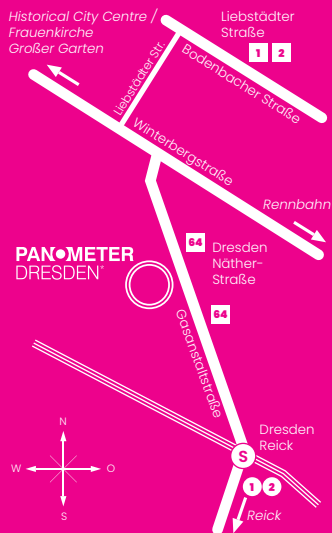 Historical City Centre /
Frauenkirche
Großer Garten
Liebstädter
Straße
1 2
Bodenbacher Straße
Liebstädter Str.
Winterbergstraße
Rennbahn
64
Dresden
Näther-
Straße
PANOMETER
DRESDEN°
64
Gasanstaltstraße
Dresden
Reick
S
1 2
Reick
N
W O
S